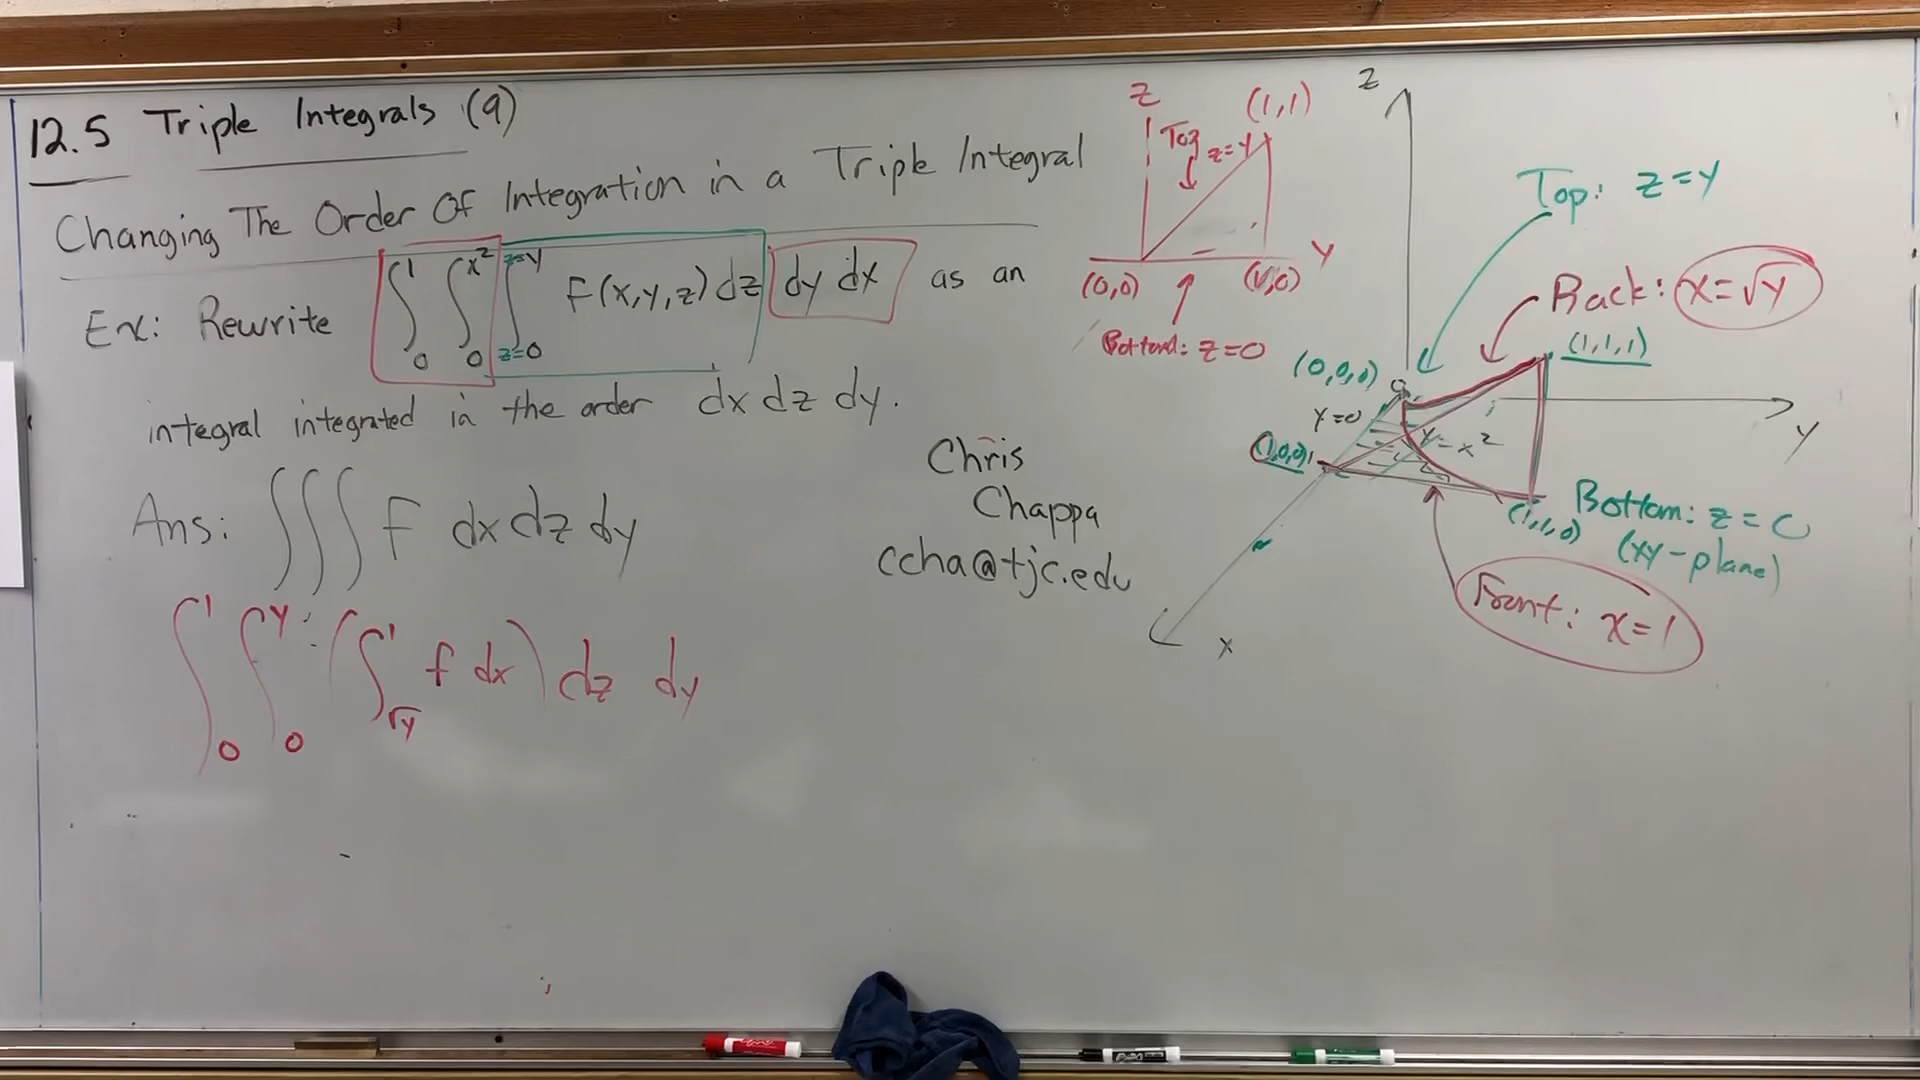 12.5 Triple Integrals (9)
Changing The Order Of Integration in a Triple Integral
Ex: Rewrite ∫₀¹ ∫₀^x² ∫_z=0^z=y f(x,y,z) dz dy dx as an
integral integrated in the order dx dz dy.
Ans: ∫∫∫ f dx dz dy
∫₀¹ ∫₀^y (∫_√y^1 f dx) dz dy
Chris
Chappa
ccha@tjc.edu
z
(1,1)
Top
z=y
y
(0,0)
(1,0)
Bottom: z=0
z
Top: z=y
Back: x=√y
(1,1,1)
(0,0,0)
y=0
y=x²
y
(1,0,0)
(1,1,0)
Bottom: z=0
(xy-plane)
Front: x=1
x